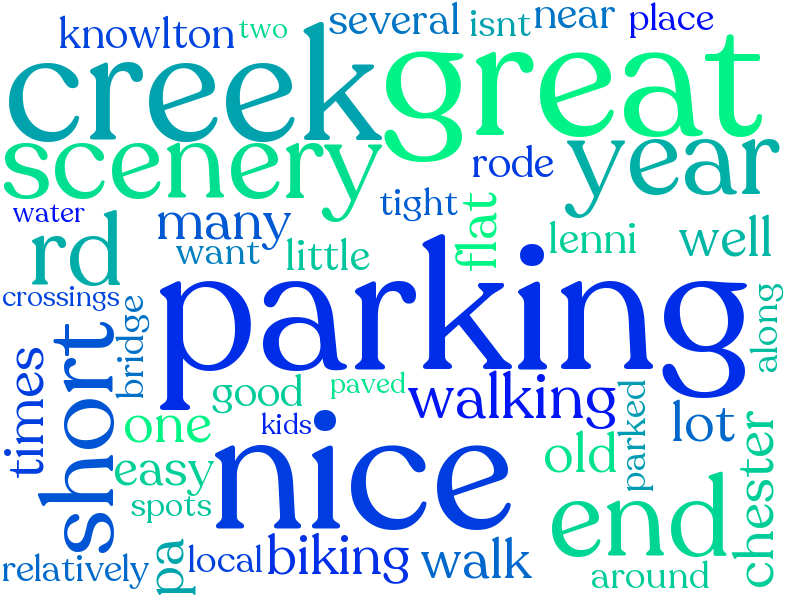 knowlton
two
several
isnt
near
place
creek
great
scenery
rode
year
water
many
tight
flat
rd
want
little
lenni
well
crossings
parking
along
bridge
short
times
good
paved
walking
kids
one
nice
parked
lot
old
easy
spots
end
chester
relatively
pa
local
biking
walk
around